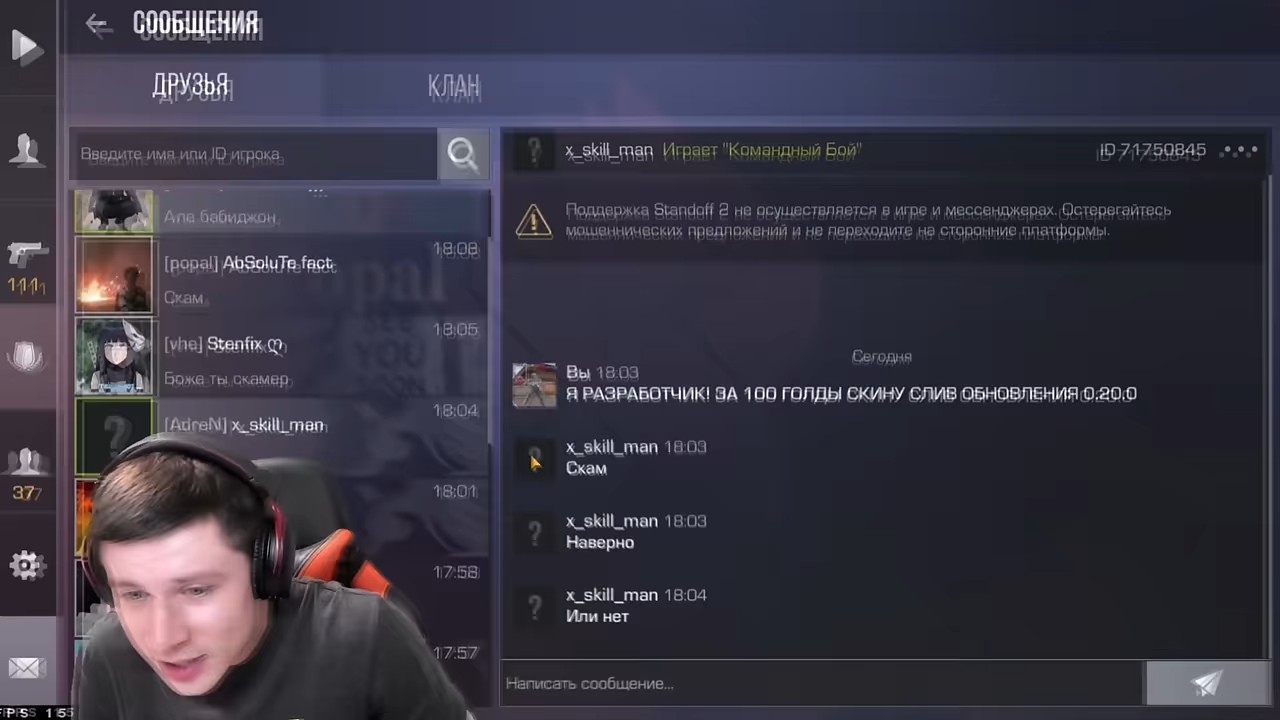 СООБЩЕНИЯ
ДРУЗЬЯ
КЛАН
Введите имя или ID игрока
Але бабиджон
[popal] AbSoluTe fact
18:08
Скам
[vhe] Stenfix ღ
18:05
Боже ты скамер
[AdreN] x_skill_man
18:04
18:01
17:58
17:57
1111
377
x_skill_man Играет "Командный Бой"
ID 71750845
Поддержка Standoff 2 не осуществляется в игре и мессенджерах. Остерегайтесь
мошеннических предложений и не переходите на сторонние платформы.
Сегодня
Вы 18:03
Я РАЗРАБОТЧИК! ЗА 100 ГОЛДЫ СКИНУ СЛИВ ОБНОВЛЕНИЯ 0.20.0
x_skill_man 18:03
Скам
x_skill_man 18:03
Наверно
x_skill_man 18:04
Или нет
Написать сообщение...
FPS